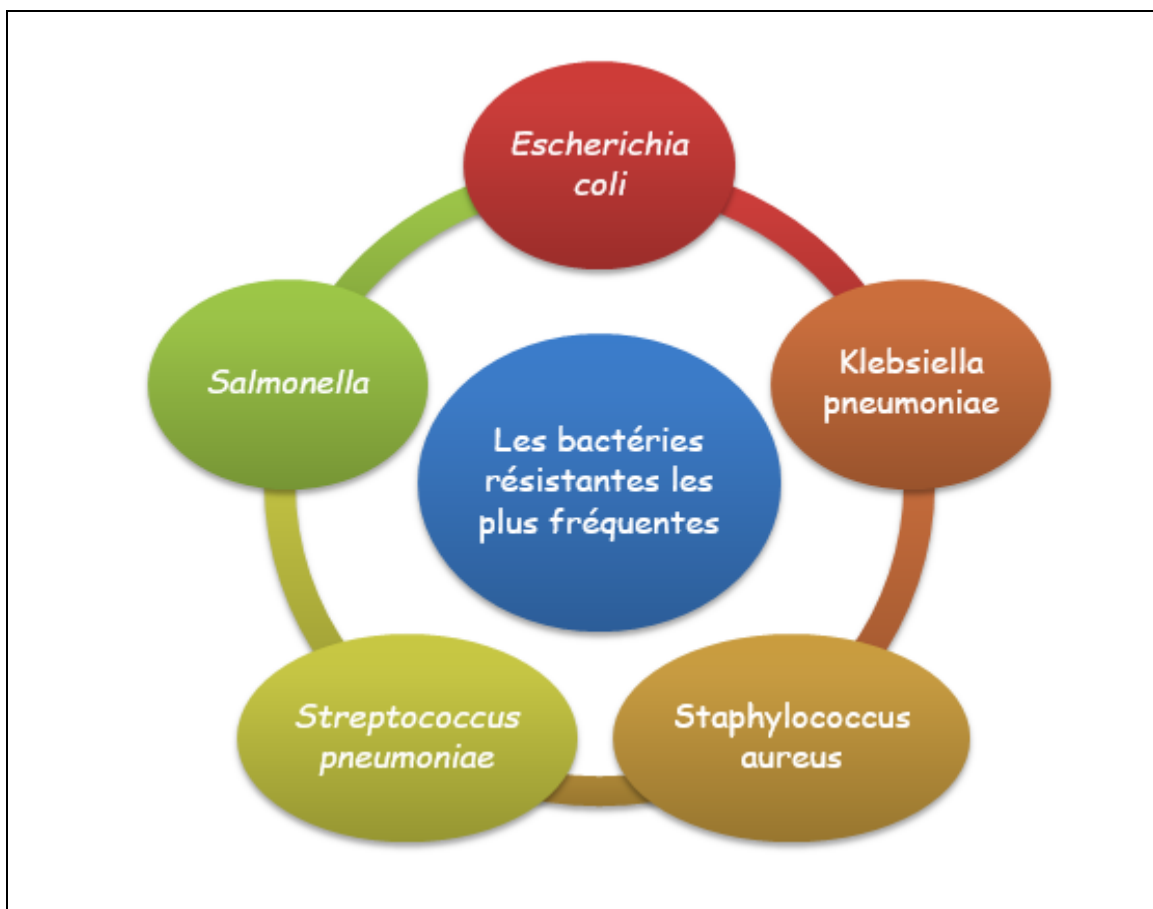 Escherichia
coli
Klebsiella
pneumoniae
Staphylococcus
aureus
Streptococcus
pneumoniae
Salmonella
Les bactéries
résistantes les
plus fréquentes